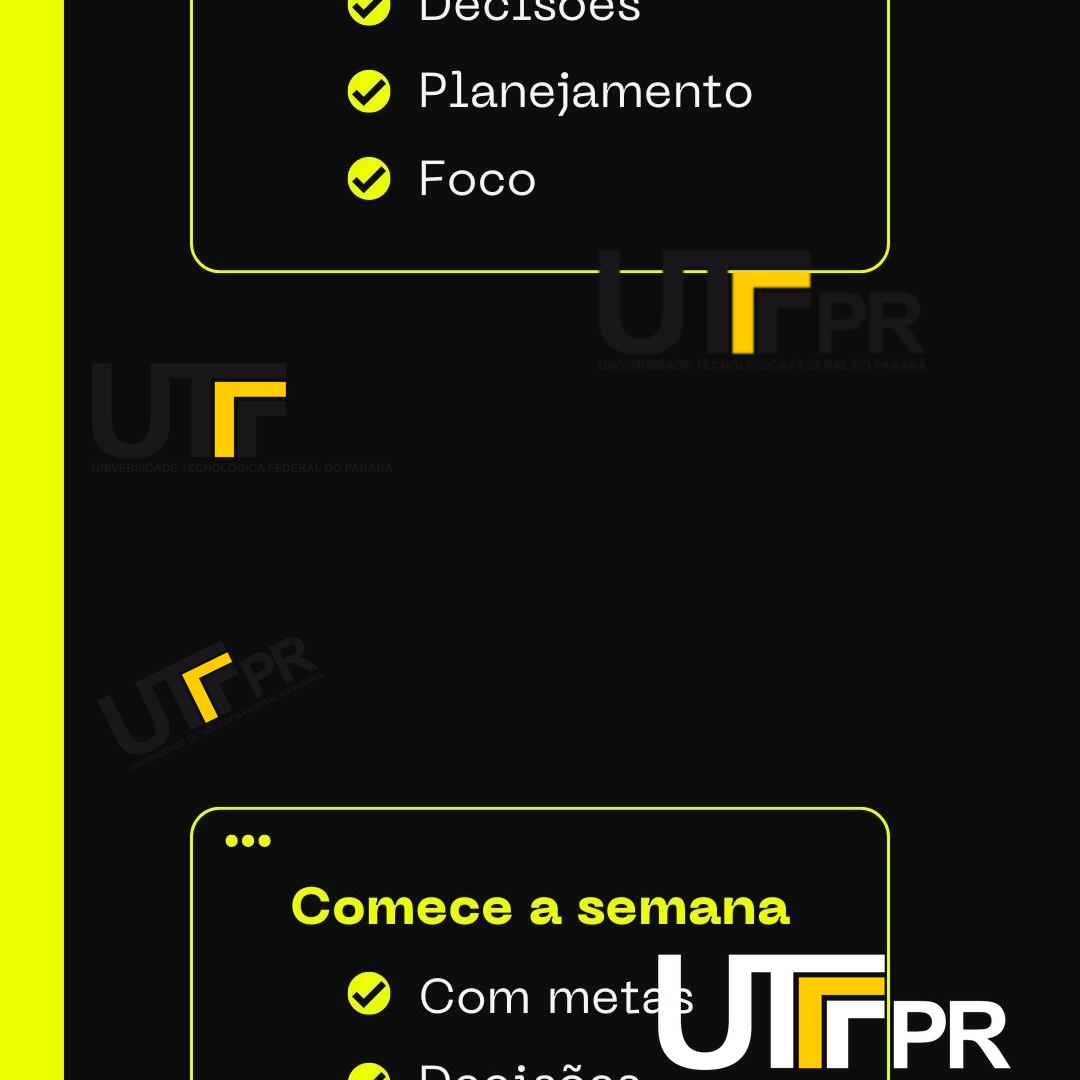 Decisões
Planejamento
Foco
UTFPR
UNIVERSIDADE TECNOLÓGICA FEDERAL DO PARANÁ
UTF
UNIVERSIDADE TECNOLÓGICA FEDERAL DO PARANÁ
UTFPR
UNIVERSIDADE TECNOLÓGICA FEDERAL DO PARANÁ
Comece a semana
Com metas
UTFPR
Decisões